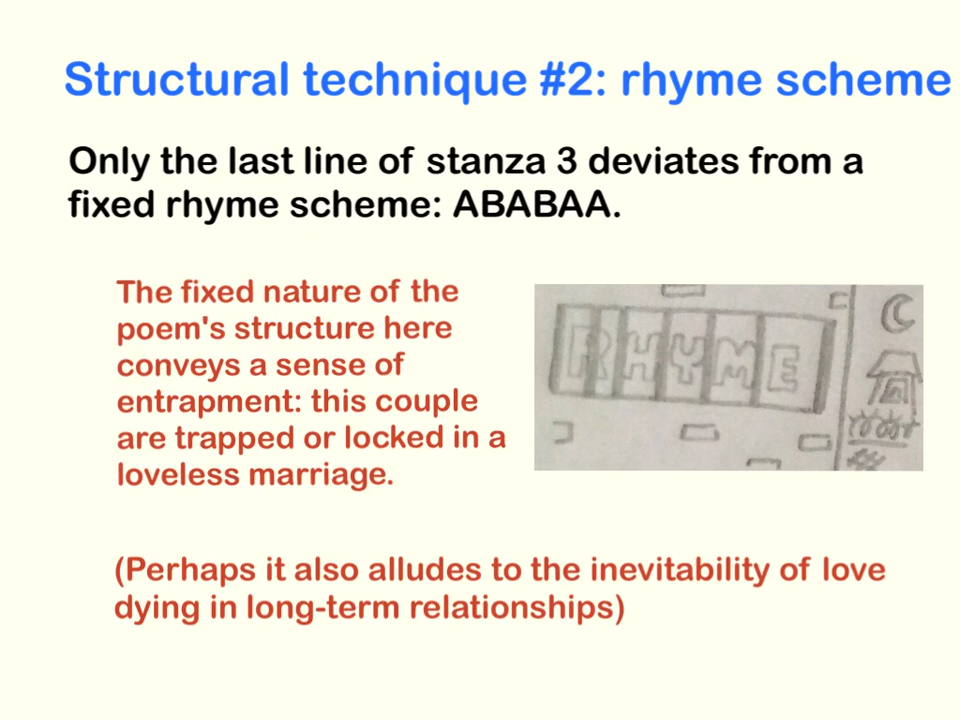 Structural technique #2: rhyme scheme
Only the last line of stanza 3 deviates from a
fixed rhyme scheme: ABABAA.
The fixed nature of the
poem's structure here
conveys a sense of
entrapment: this couple
are trapped or locked in a
loveless marriage.
RHYME
(Perhaps it also alludes to the inevitability of love
dying in long-term relationships)